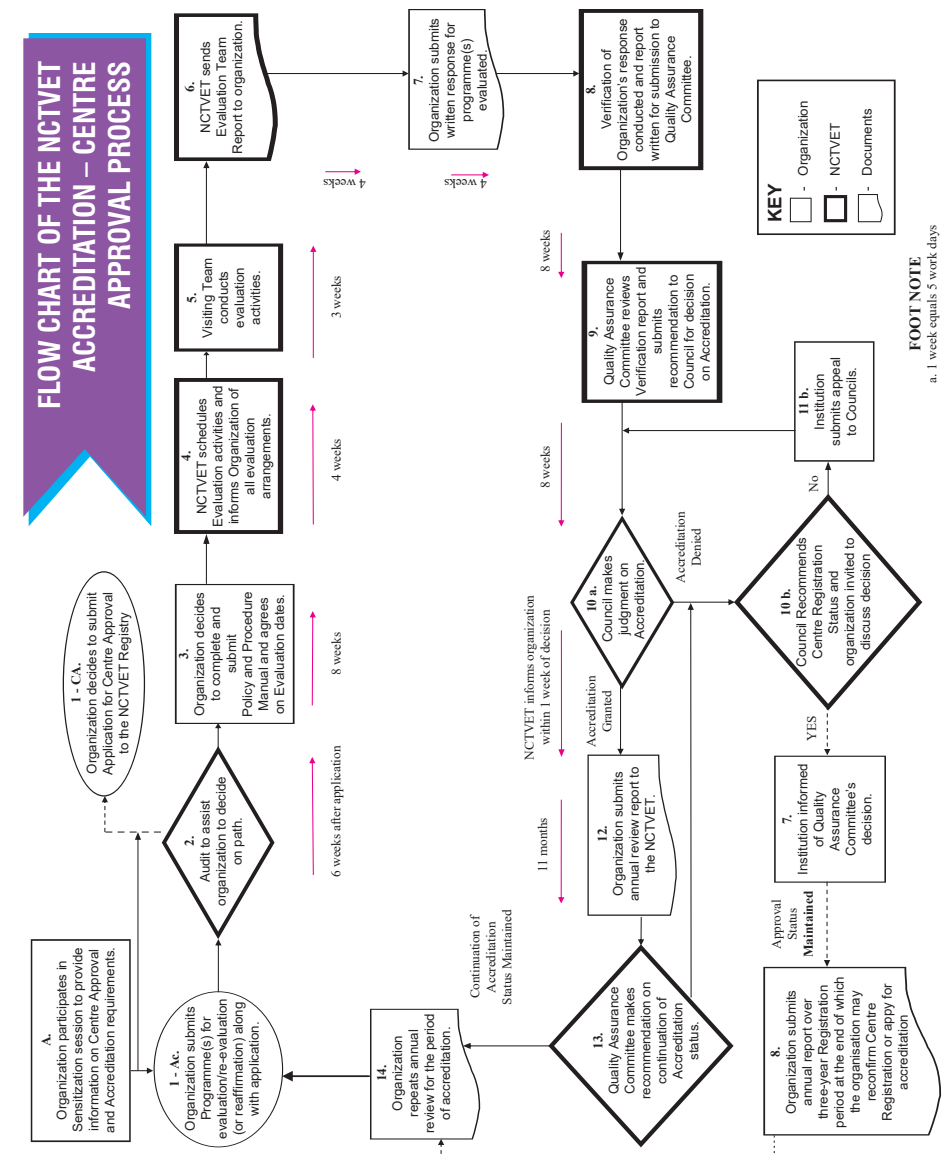 FLOW CHART OF THE NCTVET
ACCREDITATION – CENTRE
APPROVAL PROCESS
A.
Organization participates in
Sensitization session to provide
information on Centre Approval
and Accreditation requirements.
1 - CA.
Organization decides to submit
Application for Centre Approval
to the NCTVET Registry
1 - Ac.
Organization submits
Programme(s) for
evaluation/re-evaluation
(or reaffirmation) along
with application.
2.
Audit to assist
organization to decide
on path.
6 weeks after application
3.
Organization decides
to complete and
submit
Policy and Procedure
Manual and agrees
on Evaluation dates.
8 weeks
4.
NCTVET schedules
Evaluation activities and
informs Organization of
all evaluation
arrangements.
4 weeks
5.
Visiting Team
conducts
evaluation
activities.
3 weeks
6.
NCTVET sends
Evaluation Team
Report to organization.
4 weeks
7.
Organization submits
written response for
programme(s)
evaluated.
4 weeks
8.
Verification of
Organization's response
conducted and report
written for submission to
Quality Assurance
Committee.
8 weeks
9.
Quality Assurance
Committee reviews
Verification report and
submits
recommendation to
Council for decision
on Accreditation.
8 weeks
10 a.
Council makes
judgment on
Accreditation.
NCTVET informs organization
within 1 week of decision
Accreditation
Granted
Accreditation
Denied
10 b.
Council Recommends
Centre Registration
Status and
organization invited to
discuss decision
No
11 b.
Institution
submits appeal
to Councils.
YES
7.
Institution informed
of Quality
Assurance
Committee's
decision.
Approval
Status
Maintained
8.
Organization submits
annual report over
three-year Registration
period at the end of which
the organisation may
reconfirm Centre
Registration or appy for
accreditation
12.
Organization submits
annual review report to
the NCTVET.
11 months
13.
Quality Assurance
Committee makes
recommendation on
continuation of
Accreditation
status.
Continuation of
Accreditation
Status Maintained
14.
Organization
repeats annual
review for the period
of accreditation.
KEY
- Organization
- NCTVET
- Documents
FOOT NOTE
a. 1 week equals 5 work days